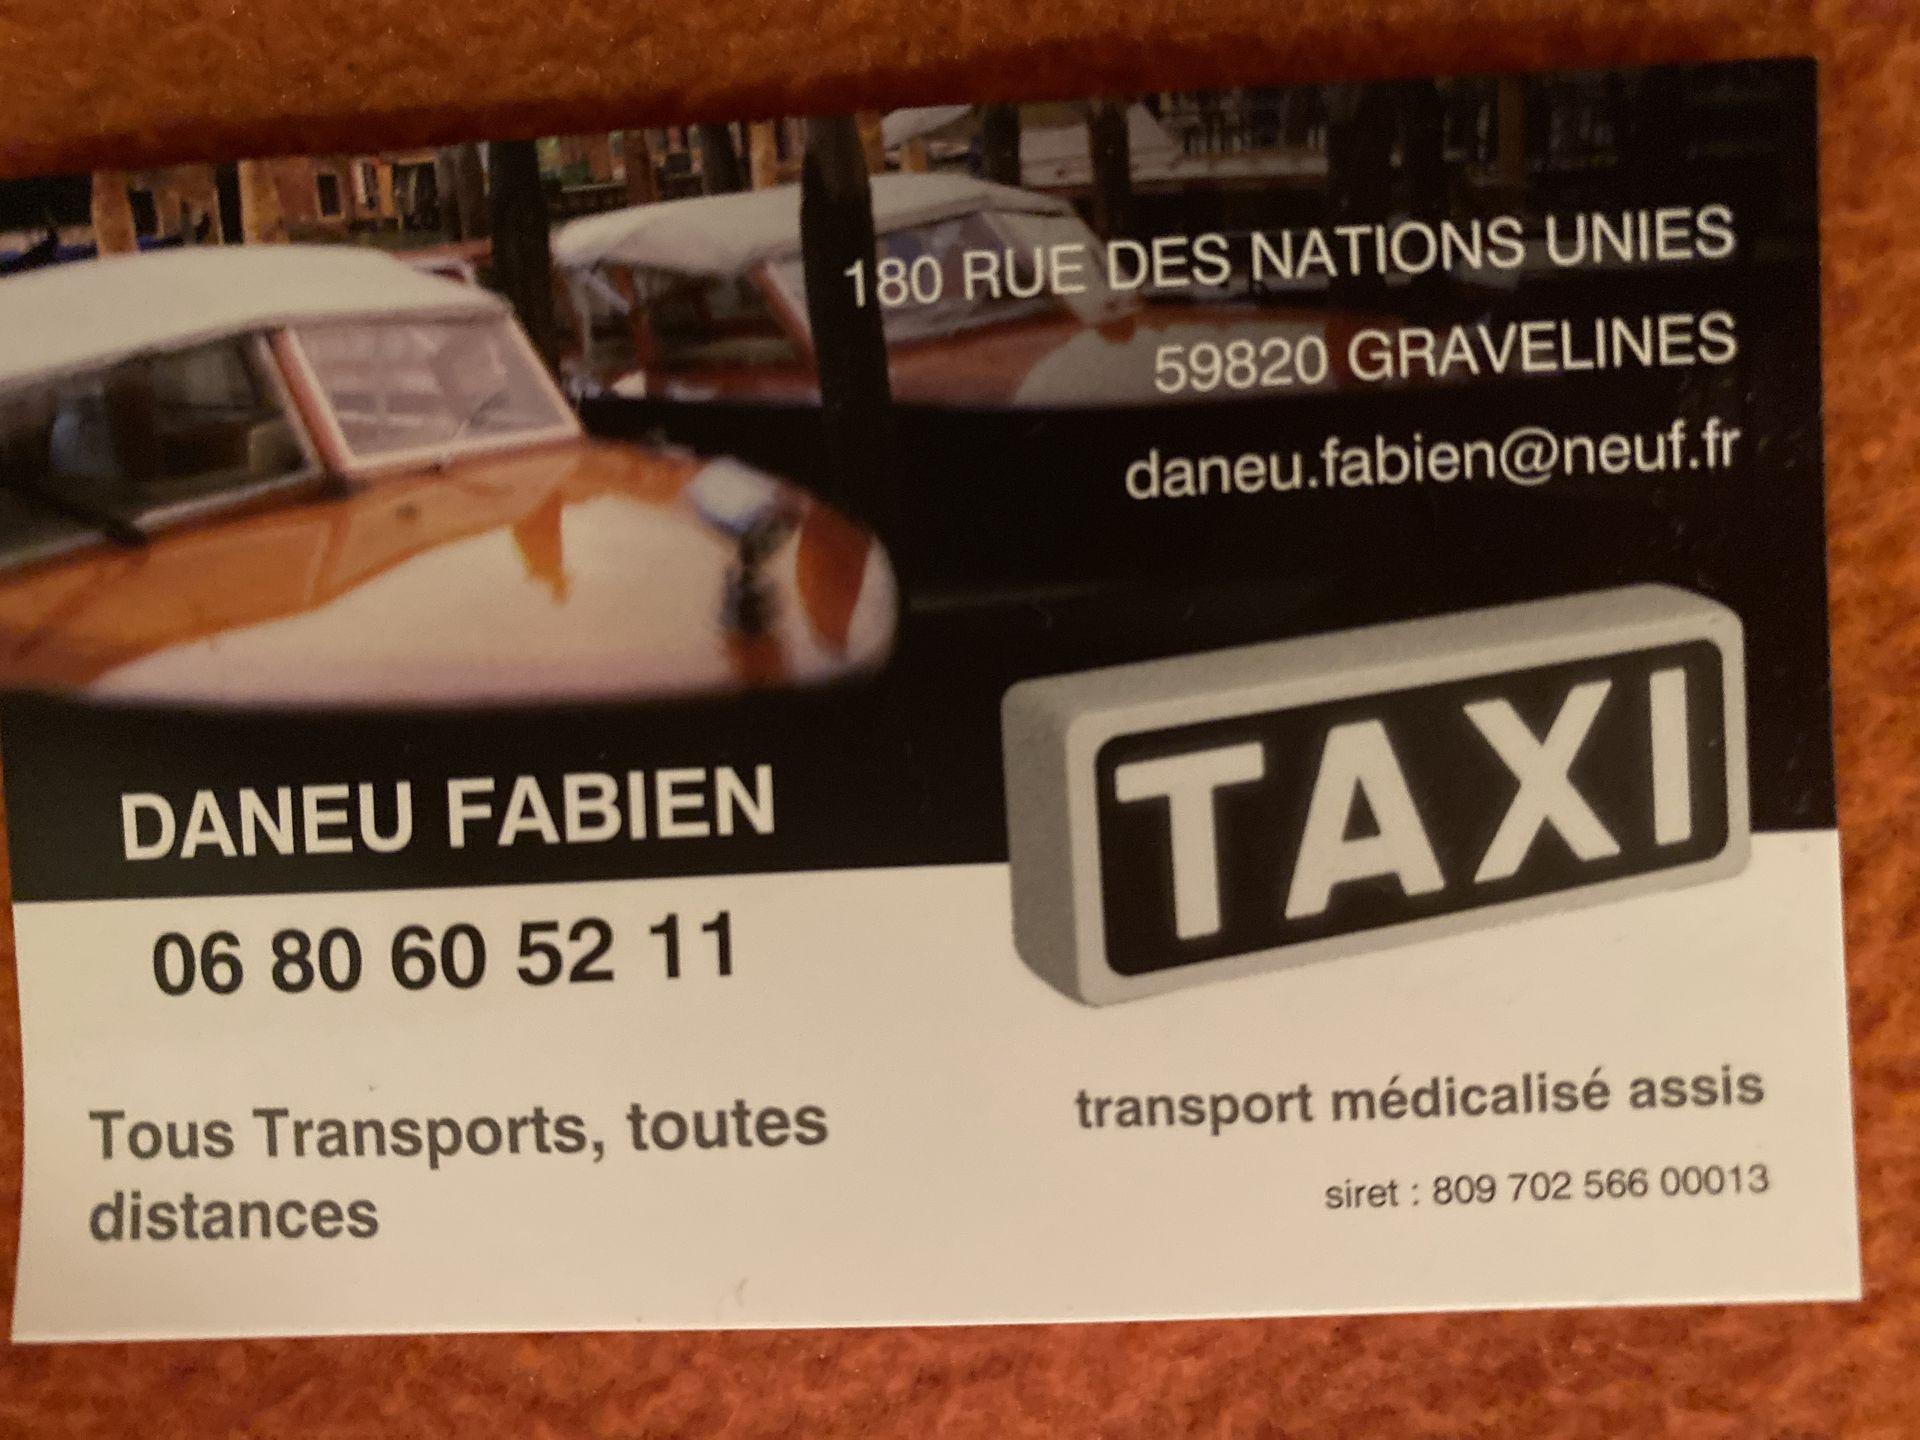 180 RUE DES NATIONS UNIES
59820 GRAVELINES
daneu.fabien@neuf.fr
TAXI
DANEU FABIEN
06 80 60 52 11
Tous Transports, toutes
distances
transport médicalisé assis
siret : 809 702 566 00013